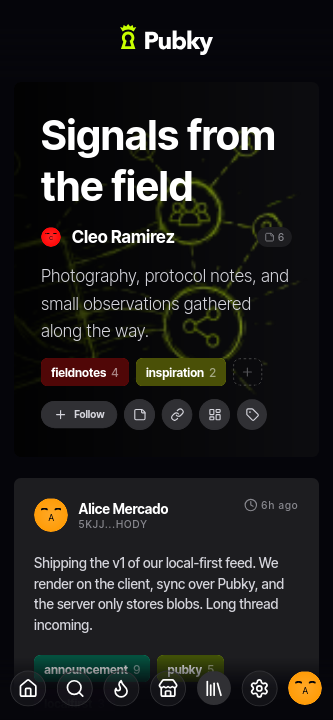 Pubky
Signals from
the field
Cleo Ramirez
6
Photography, protocol notes, and
small observations gathered
along the way.
fieldnotes 4
inspiration 2
+
+ Follow
Alice Mercado
6h ago
5KJJ...HODY
Shipping the v1 of our local-first feed. We
render on the client, sync over Pubky, and
the server only stores blobs. Long thread
incoming.
announcement 9
pubky 5
A